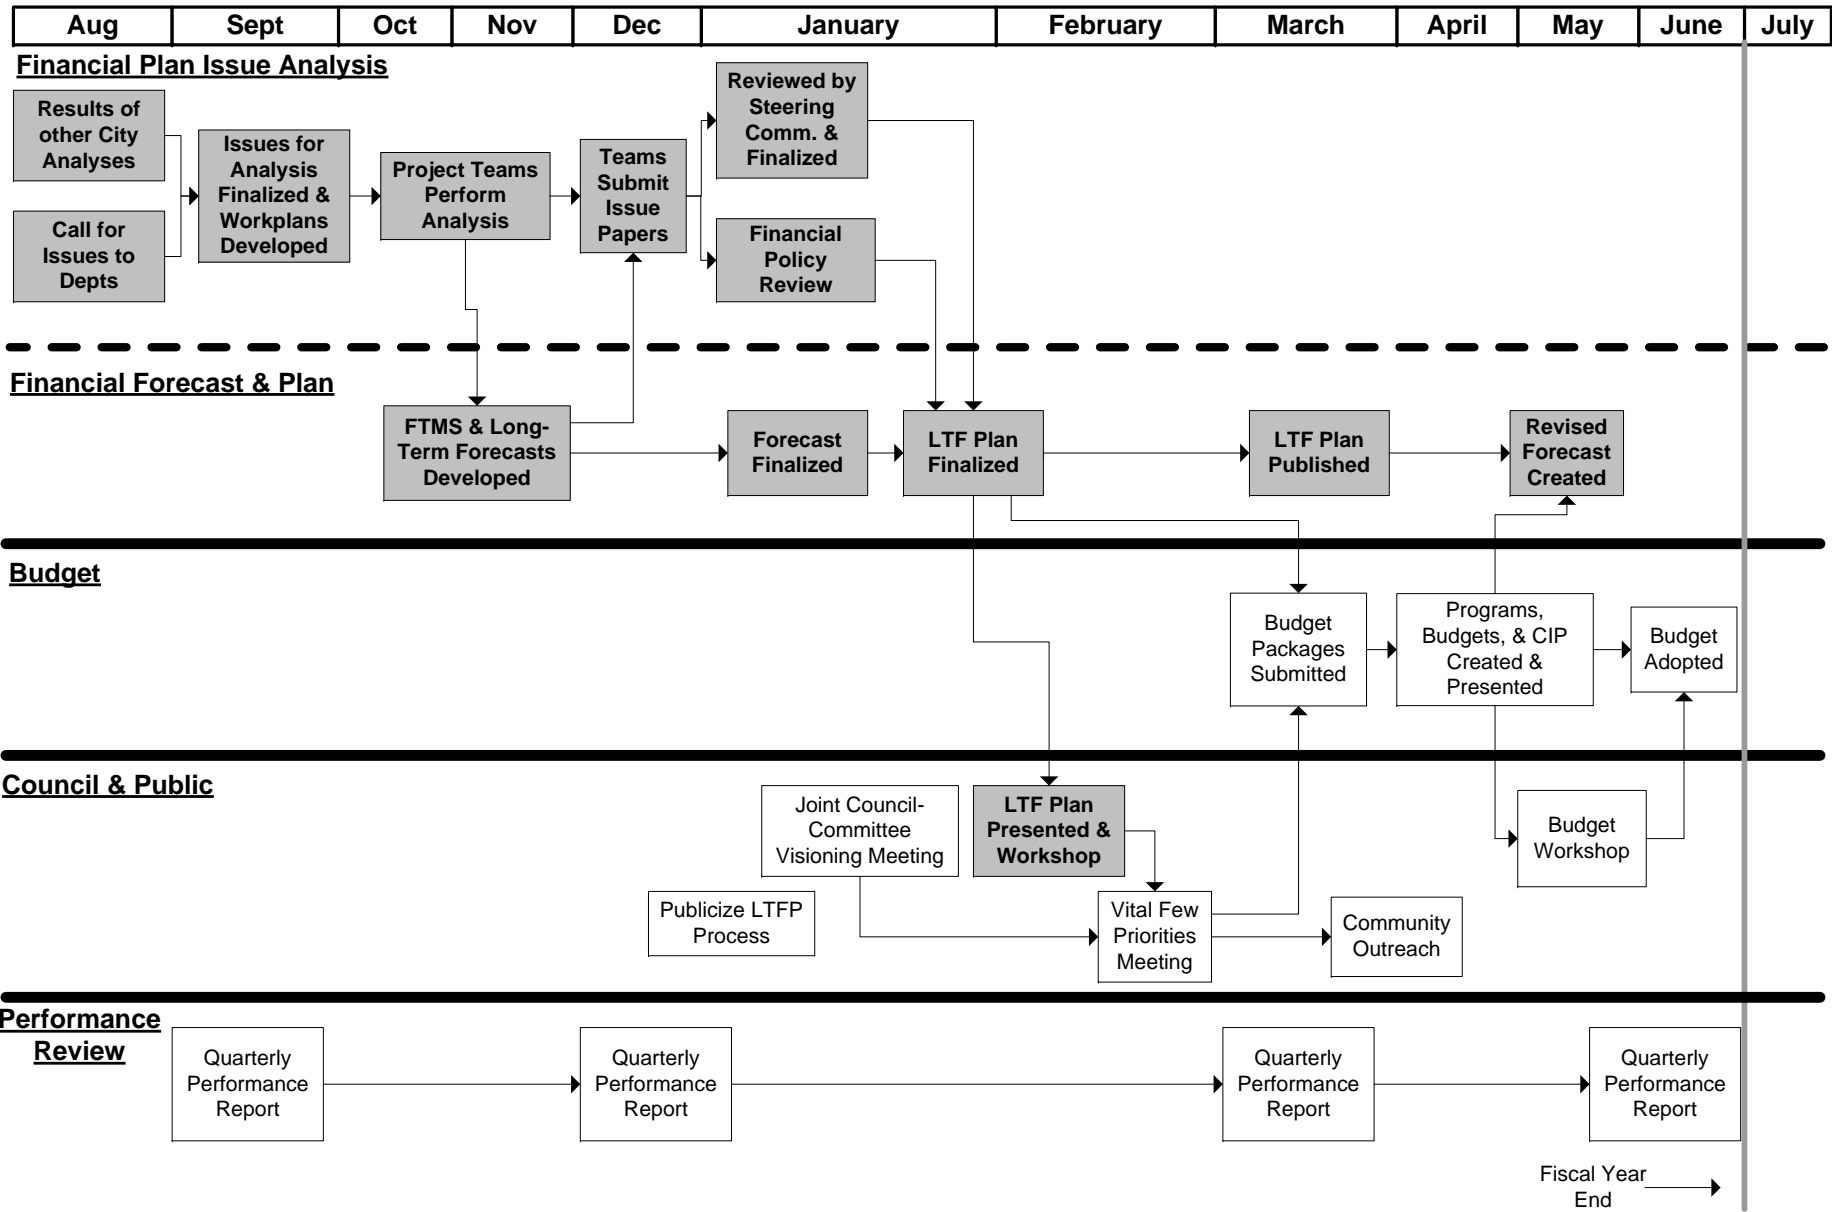 Aug Sept Oct Nov Dec January February March April May June July
Financial Plan Issue Analysis
Results of
other City
Analyses
Call for
Issues to
Depts
Issues for
Analysis
Finalized &
Workplans
Developed
Project Teams
Perform
Analysis
Teams
Submit
Issue
Papers
Reviewed by
Steering
Comm. &
Finalized
Financial
Policy
Review
Financial Forecast & Plan
FTMS & Long-
Term Forecasts
Developed
Forecast
Finalized
LTF Plan
Finalized
LTF Plan
Published
Revised
Forecast
Created
Budget
Budget
Packages
Submitted
Programs,
Budgets, & CIP
Created &
Presented
Budget
Adopted
Council & Public
Joint Council-
Committee
Visioning Meeting
LTF Plan
Presented &
Workshop
Budget
Workshop
Publicize LTFP
Process
Vital Few
Priorities
Meeting
Community
Outreach
Performance
Review
Quarterly
Performance
Report
Quarterly
Performance
Report
Quarterly
Performance
Report
Quarterly
Performance
Report
Fiscal Year
End